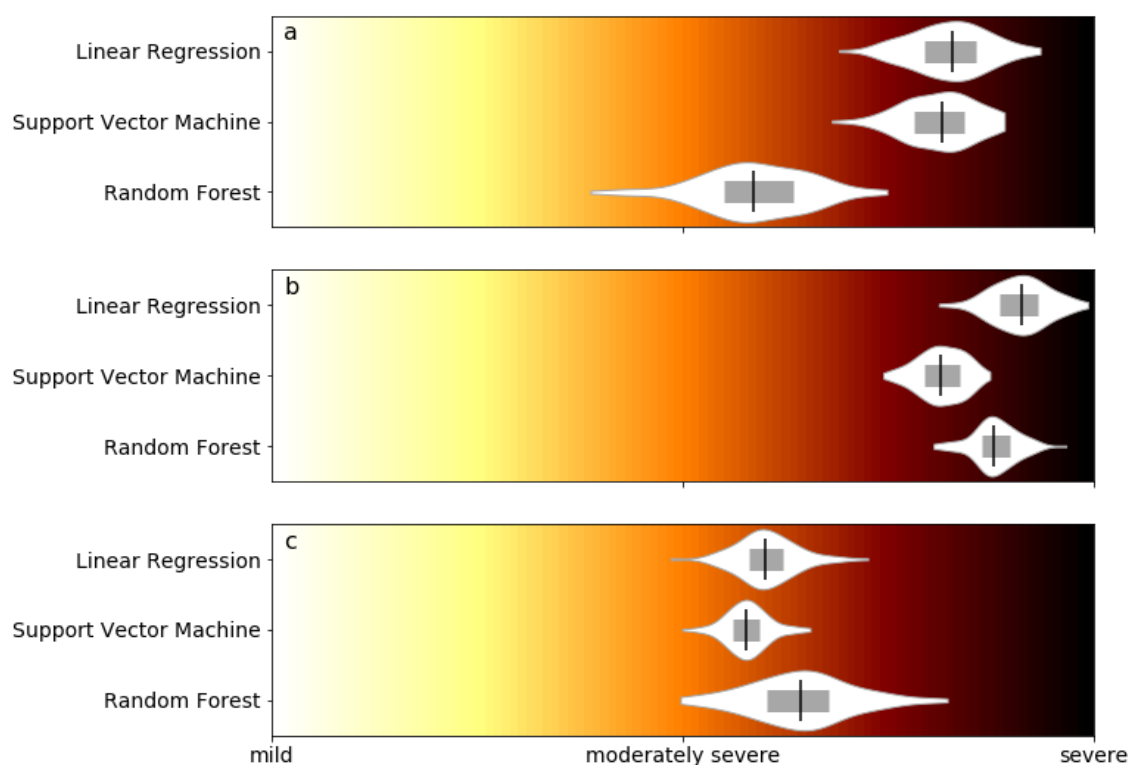 a
Linear Regression
Support Vector Machine
Random Forest
b
Linear Regression
Support Vector Machine
Random Forest
c
Linear Regression
Support Vector Machine
Random Forest
mild moderately severe severe